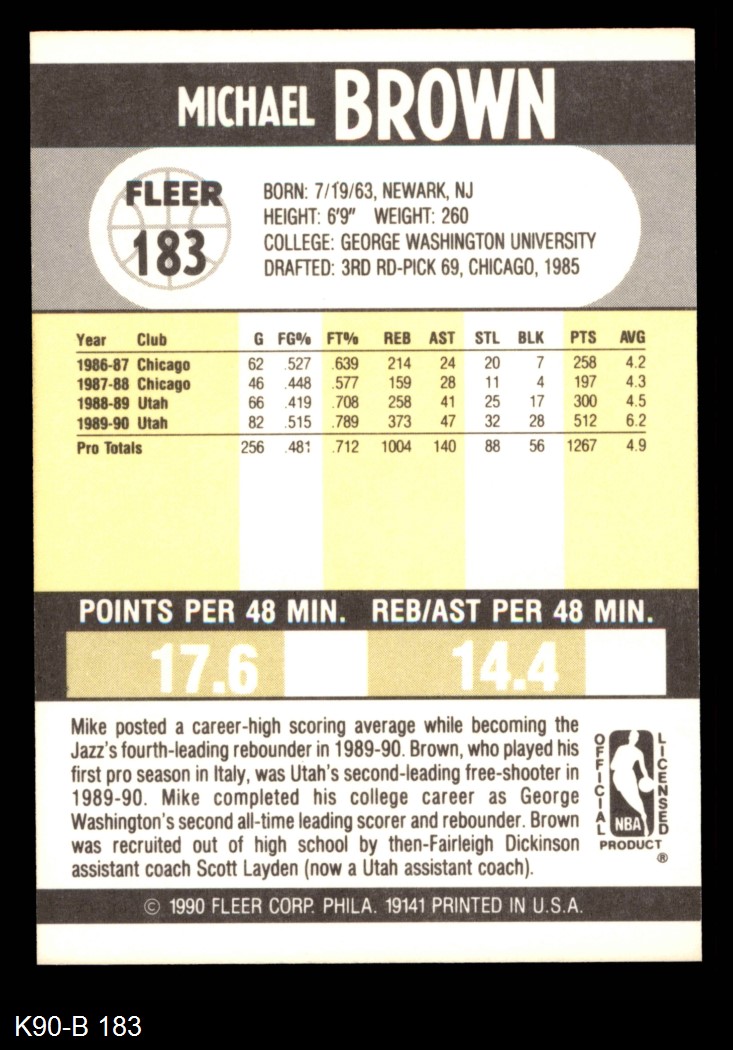 MICHAEL BROWN
FLEER
183
BORN: 7/19/63, NEWARK, NJ
HEIGHT: 6'9" WEIGHT: 260
COLLEGE: GEORGE WASHINGTON UNIVERSITY
DRAFTED: 3RD RD-PICK 69, CHICAGO, 1985
Year Club G FG% FT% REB AST STL BLK PTS AVG
1986-87 Chicago 62 .527 .639 214 24 20 7 258 4.2
1987-88 Chicago 46 .448 .577 159 28 11 4 197 4.3
1988-89 Utah 66 .419 .708 258 41 25 17 300 4.5
1989-90 Utah 82 .515 .789 373 47 32 28 512 6.2
Pro Totals 256 .481 .712 1004 140 88 56 1267 4.9
POINTS PER 48 MIN. REB/AST PER 48 MIN.
17.6 14.4
Mike posted a career-high scoring average while becoming the
Jazz's fourth-leading rebounder in 1989-90. Brown, who played his
first pro season in Italy, was Utah's second-leading free-shooter in
1989-90. Mike completed his college career as George
Washington's second all-time leading scorer and rebounder. Brown
was recruited out of high school by then-Fairleigh Dickinson
assistant coach Scott Layden (now a Utah assistant coach).
OFFICIAL
LICENSED
NBA
PRODUCT
®
© 1990 FLEER CORP. PHILA. 19141 PRINTED IN U.S.A.
K90-B 183